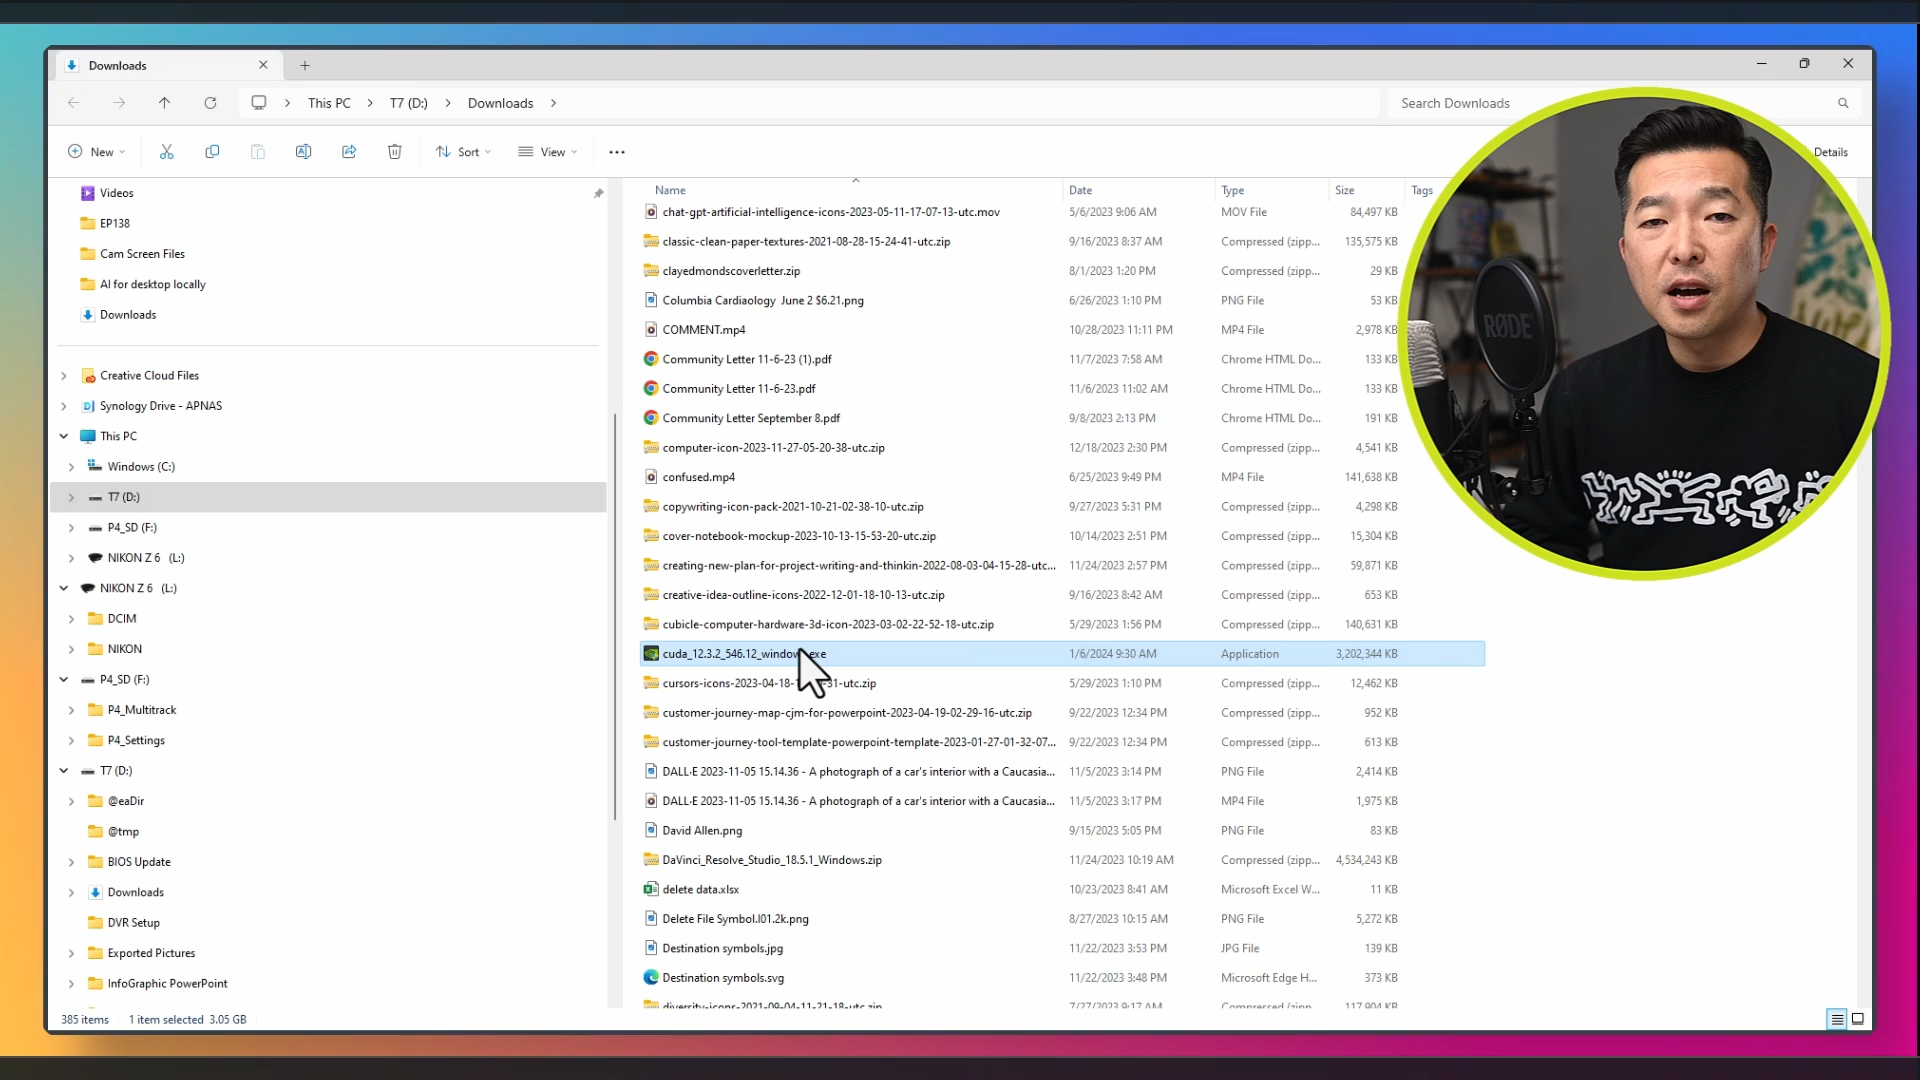 Downloads
This PC > T7 (D:) > Downloads >
Search Downloads
New
Sort
View
Details
Videos
EP138
Cam Screen Files
AI for desktop locally
Downloads
Creative Cloud Files
Synology Drive - APNAS
This PC
Windows (C:)
T7 (D:)
P4_SD (F:)
NIKON Z 6 (L:)
NIKON Z 6 (L:)
DCIM
NIKON
P4_SD (F:)
P4_Multitrack
P4_Settings
T7 (D:)
@eaDir
@tmp
BIOS Update
Downloads
DVR Setup
Exported Pictures
InfoGraphic PowerPoint
Name Date Type Size Tags
chat-gpt-artificial-intelligence-icons-2023-05-11-17-07-13-utc.mov 5/6/2023 9:06 AM MOV File 84,497 KB
classic-clean-paper-textures-2021-08-28-15-24-41-utc.zip 9/16/2023 8:37 AM Compressed (zipp... 135,575 KB
clayedmondscoverletter.zip 8/1/2023 1:20 PM Compressed (zipp... 29 KB
Columbia Cardiaology June 2 $6.21.png 6/26/2023 1:10 PM PNG File 53 KB
COMMENT.mp4 10/28/2023 11:11 PM MP4 File 2,978 KB
Community Letter 11-6-23 (1).pdf 11/7/2023 7:58 AM Chrome HTML Do... 133 KB
Community Letter 11-6-23.pdf 11/6/2023 11:02 AM Chrome HTML Do... 133 KB
Community Letter September 8.pdf 9/8/2023 2:13 PM Chrome HTML Do... 191 KB
computer-icon-2023-11-27-05-20-38-utc.zip 12/18/2023 2:30 PM Compressed (zipp... 4,541 KB
confused.mp4 6/25/2023 9:49 PM MP4 File 141,638 KB
copywriting-icon-pack-2021-10-21-02-38-10-utc.zip 9/27/2023 5:31 PM Compressed (zipp... 4,298 KB
cover-notebook-mockup-2023-10-13-15-53-20-utc.zip 10/14/2023 2:51 PM Compressed (zipp... 15,304 KB
creating-new-plan-for-project-writing-and-thinkin-2022-08-03-04-15-28-utc... 11/24/2023 2:57 PM Compressed (zipp... 59,871 KB
creative-idea-outline-icons-2022-12-01-18-10-13-utc.zip 9/16/2023 8:42 AM Compressed (zipp... 653 KB
cubicle-computer-hardware-3d-icon-2023-03-02-22-52-18-utc.zip 5/29/2023 1:56 PM Compressed (zipp... 140,631 KB
cuda_12.3.2_546.12_window .exe 1/6/2024 9:30 AM Application 3,202,344 KB
cursors-icons-2023-04-18-1 -31-utc.zip 5/29/2023 1:10 PM Compressed (zipp... 12,462 KB
customer-journey-map-cjm-for-powerpoint-2023-04-19-02-29-16-utc.zip 9/22/2023 12:34 PM Compressed (zipp... 952 KB
customer-journey-tool-template-powerpoint-template-2023-01-27-01-32-07... 9/22/2023 12:34 PM Compressed (zipp... 613 KB
DALL·E 2023-11-05 15.14.36 - A photograph of a car's interior with a Caucasia... 11/5/2023 3:14 PM PNG File 2,414 KB
DALL·E 2023-11-05 15.14.36 - A photograph of a car's interior with a Caucasia... 11/5/2023 3:17 PM MP4 File 1,975 KB
David Allen.png 9/15/2023 5:05 PM PNG File 83 KB
DaVinci_Resolve_Studio_18.5.1_Windows.zip 11/24/2023 10:19 AM Compressed (zipp... 4,534,243 KB
delete data.xlsx 10/23/2023 8:41 AM Microsoft Excel W... 11 KB
Delete File Symbol.I01.2k.png 8/27/2023 10:15 AM PNG File 5,272 KB
Destination symbols.jpg 11/22/2023 3:53 PM JPG File 139 KB
Destination symbols.svg 11/22/2023 3:48 PM Microsoft Edge H... 373 KB
diversity-icons-2021-09-04-11-21-18-utc.zip 7/27/2023 9:17 AM Compressed (zipp... 117,904 KB
385 items 1 item selected 3.05 GB
RØDE